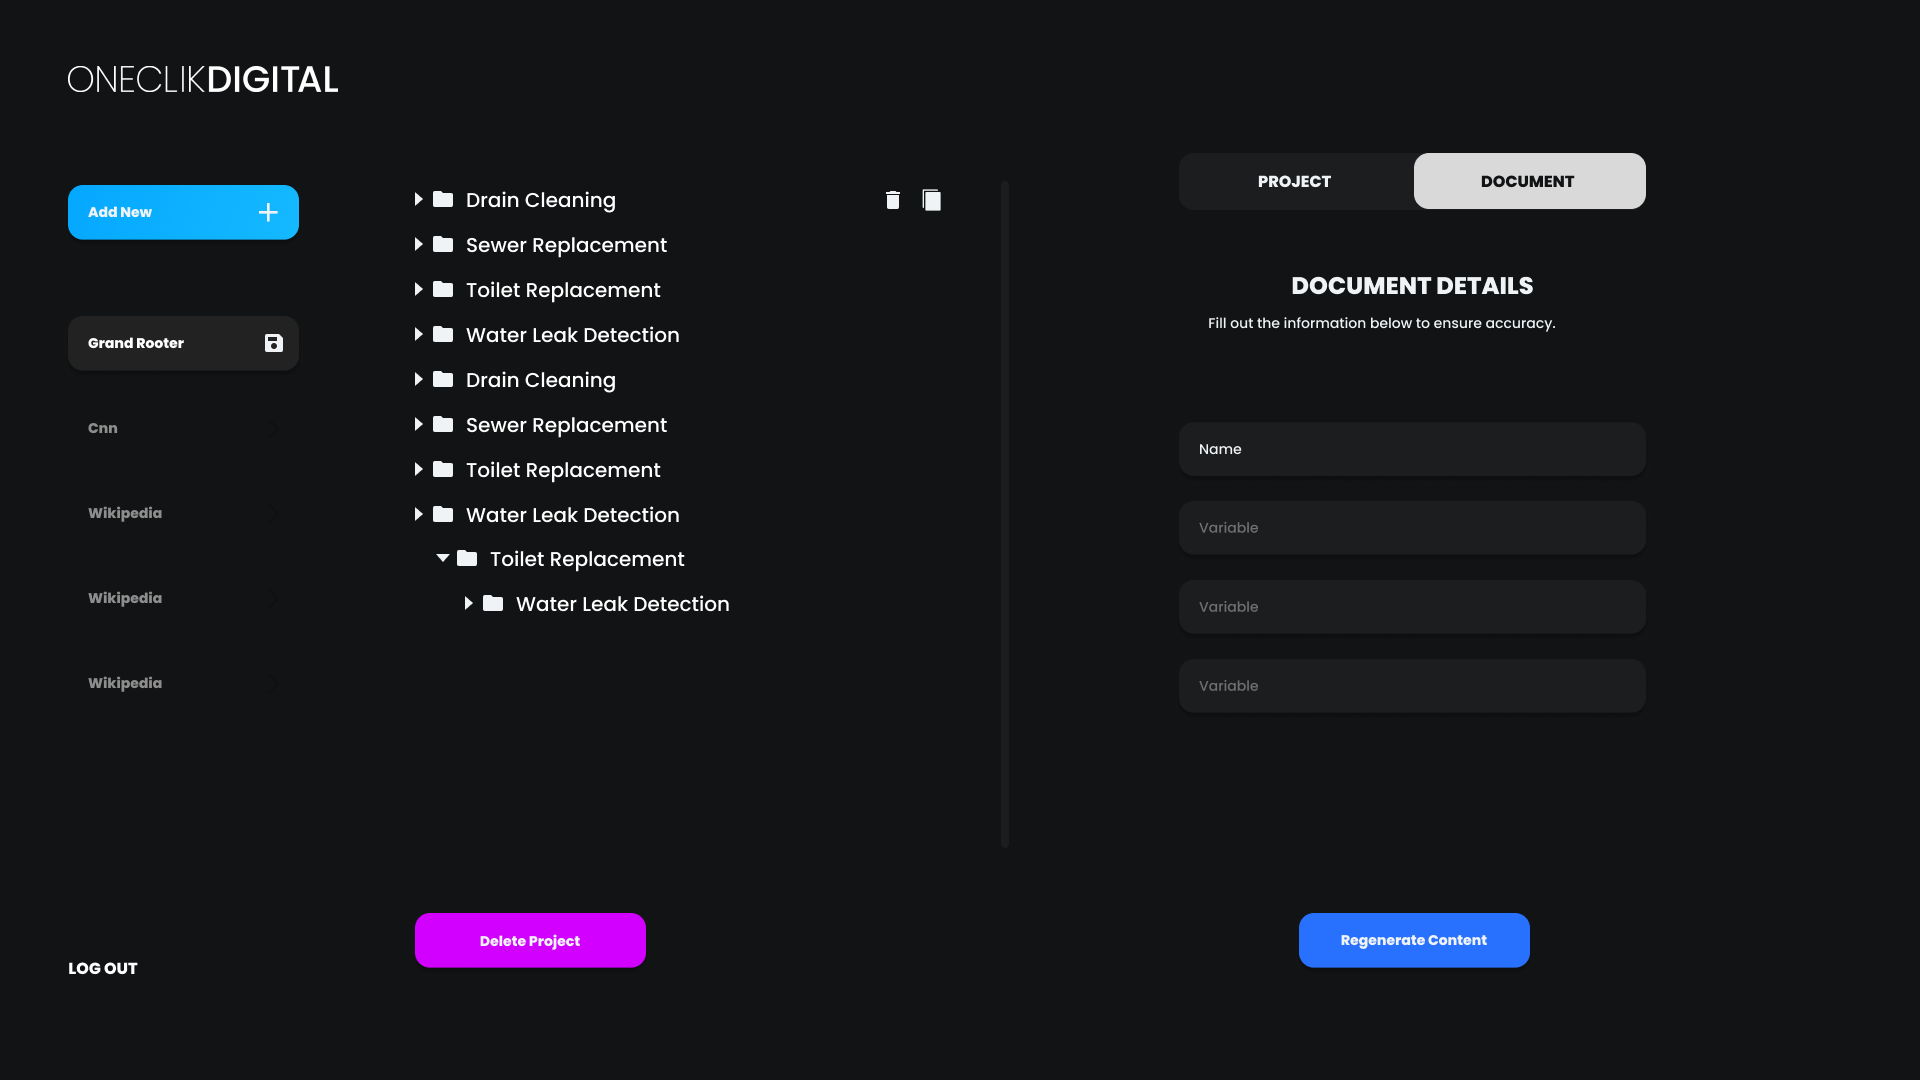 ONECLIKDIGITAL
Add New
Grand Rooter
Cnn
Wikipedia
Wikipedia
Wikipedia
LOG OUT
Drain Cleaning
Sewer Replacement
Toilet Replacement
Water Leak Detection
Drain Cleaning
Sewer Replacement
Toilet Replacement
Water Leak Detection
Toilet Replacement
Water Leak Detection
Delete Project
PROJECT
DOCUMENT
DOCUMENT DETAILS
Fill out the information below to ensure accuracy.
Name
Variable
Variable
Variable
Regenerate Content